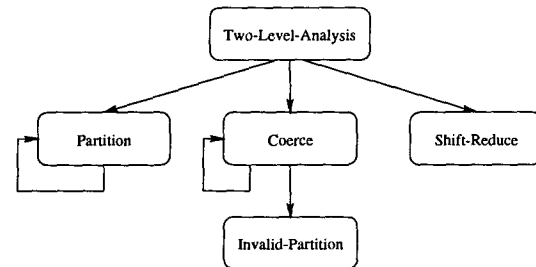 Two-Level-Analysis
Partition
Coerce
Shift-Reduce
Invalid-Partition